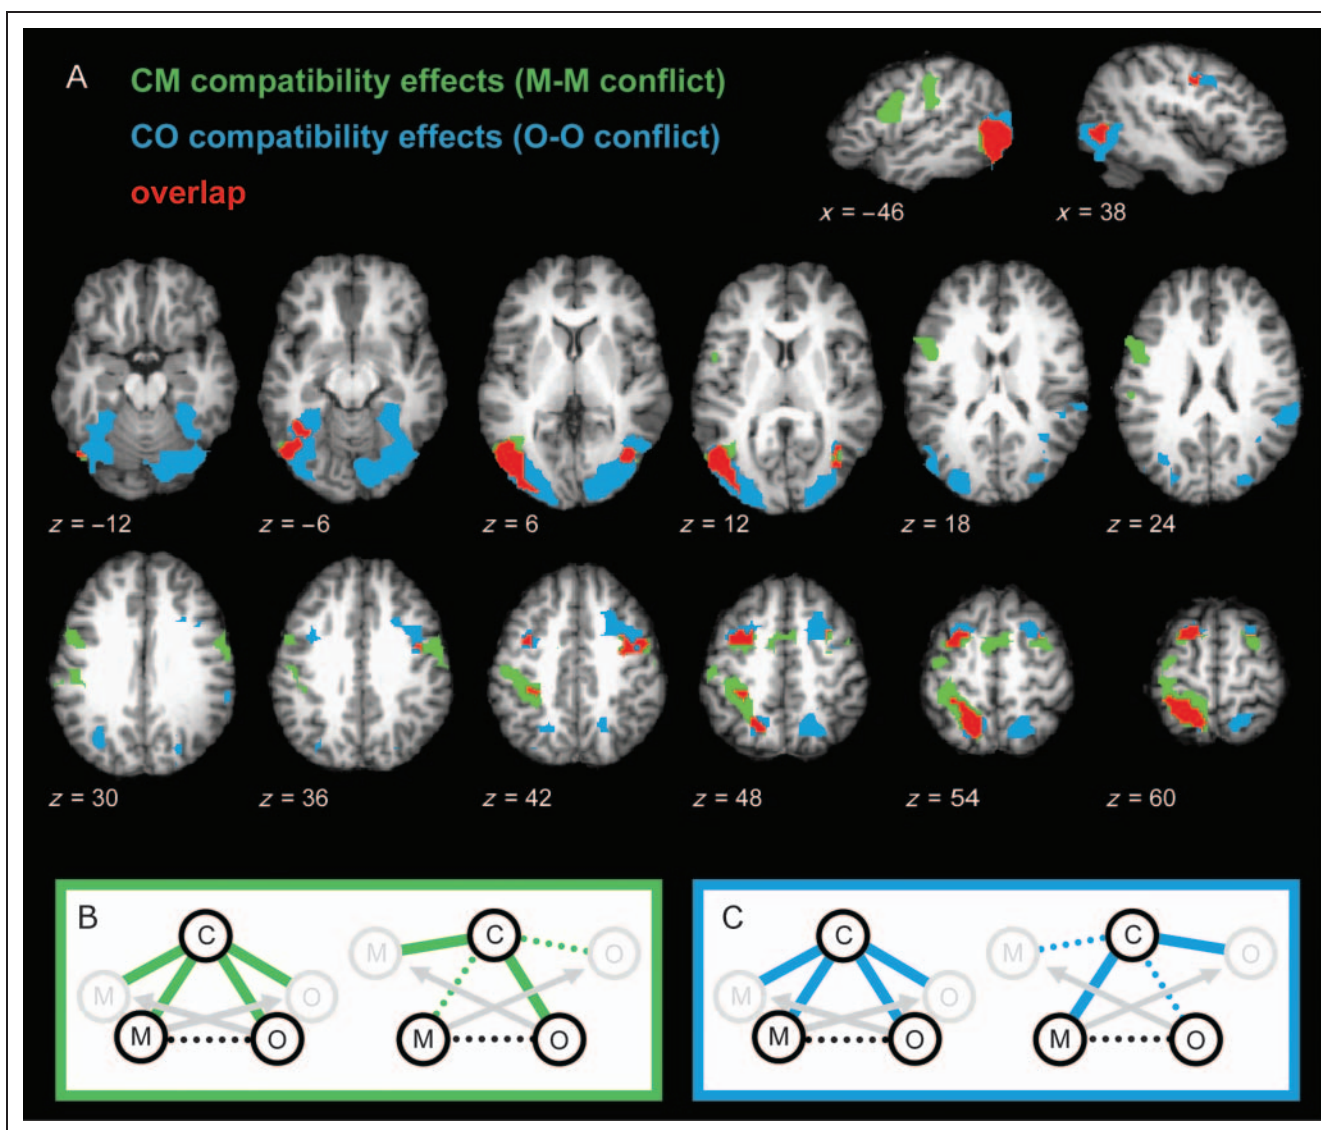 A
CM compatibility effects (M-M conflict)
CO compatibility effects (O-O conflict)
overlap
x = –46
x = 38
z = –12
z = –6
z = 6
z = 12
z = 18
z = 24
z = 30
z = 36
z = 42
z = 48
z = 54
z = 60
B
C
M
O
M
O
C
M
O
M
O
C
C
M
O
M
O
C
M
O
M
O